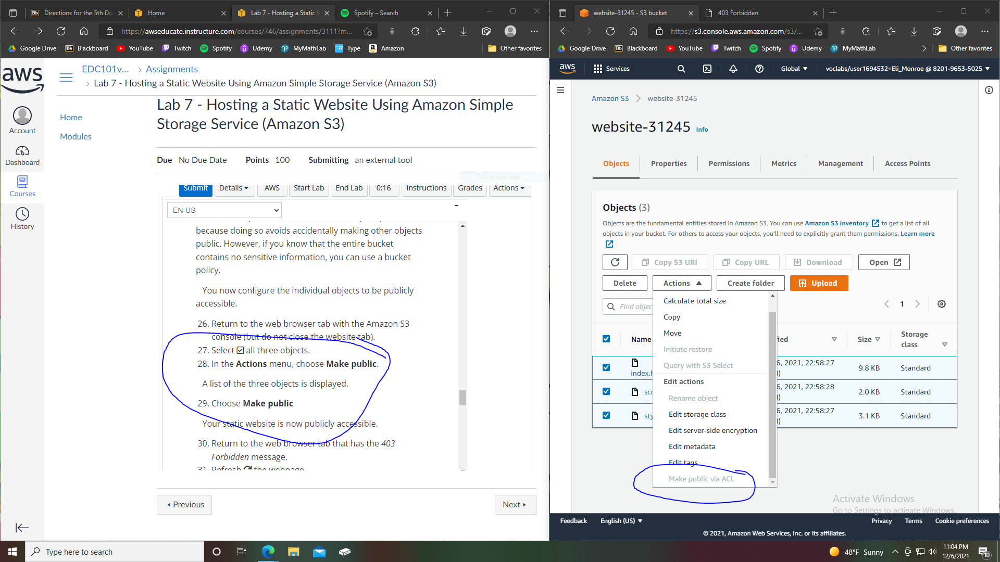 Directions for the 5th Do
Home
Lab 7 - Hosting a Static W
Spotify – Search
https://awseducate.instructure.com/courses/746/assignments/3111?m...
Google Drive
Blackboard
YouTube
Twitch
Spotify
Udemy
MyMathLab
Type
Amazon
Other favorites
aws
Account
Dashboard
Courses
History
EDC101v... > Assignments
> Lab 7 - Hosting a Static Website Using Amazon Simple Storage Service (Amazon S3)
Home
Modules
Lab 7 - Hosting a Static Website Using Amazon Simple
Storage Service (Amazon S3)
Due No Due Date Points 100 Submitting an external tool
Full-screen Snip
Submit Details AWS Start Lab End Lab 0:16 Instructions Grades Actions
EN-US
because doing so avoids accidentally making other objects
public. However, if you know that the entire bucket
contains no sensitive information, you can use a bucket
policy.
You now configure the individual objects to be publicly
accessible.
26. Return to the web browser tab with the Amazon S3
console (but do not close the website tab).
27. Select all three objects.
28. In the Actions menu, choose Make public.
A list of the three objects is displayed.
29. Choose Make public
Your static website is now publicly accessible.
30. Return to the web browser tab that has the 403
Forbidden message.
31. Refresh the webpage
Previous
Next
website-31245 - S3 bucket
403 Forbidden
https://s3.console.aws.amazon.com/s3/...
Google Drive
Blackboard
YouTube
Twitch
Spotify
Udemy
MyMathLab
Other favorites
aws
Services
Global
voclabs/user1694532=Eli_Monroe @ 8201-9653-5025
Amazon S3 > website-31245
website-31245 Info
Objects
Properties
Permissions
Metrics
Management
Access Points
Objects (3)
Objects are the fundamental entities stored in Amazon S3. You can use Amazon S3 inventory to get a list of all
objects in your bucket. For others to access your objects, you'll need to explicitly grant them permissions. Learn more
Copy S3 URI
Copy URL
Download
Open
Delete
Actions
Create folder
Upload
Find objec
1
Calculate total size
Copy
Move
Initiate restore
Query with S3 Select
Edit actions
Rename object
Edit storage class
Edit server-side encryption
Edit metadata
Edit tags
Make public via ACL
Name
fied
Size
Storage
class
index.h
6, 2021, 22:58:27
9.8 KB
Standard
scr
6, 2021, 22:58:28
2.0 KB
Standard
sty
6, 2021, 22:58:27
3.1 KB
Standard
Activate Windows
Go to Settings to activate Windows.
Feedback
English (US)
Privacy
Terms
Cookie preferences
© 2021, Amazon Web Services, Inc. or its affiliates.
Type here to search
48°F Sunny
11:04 PM
12/6/2021
10